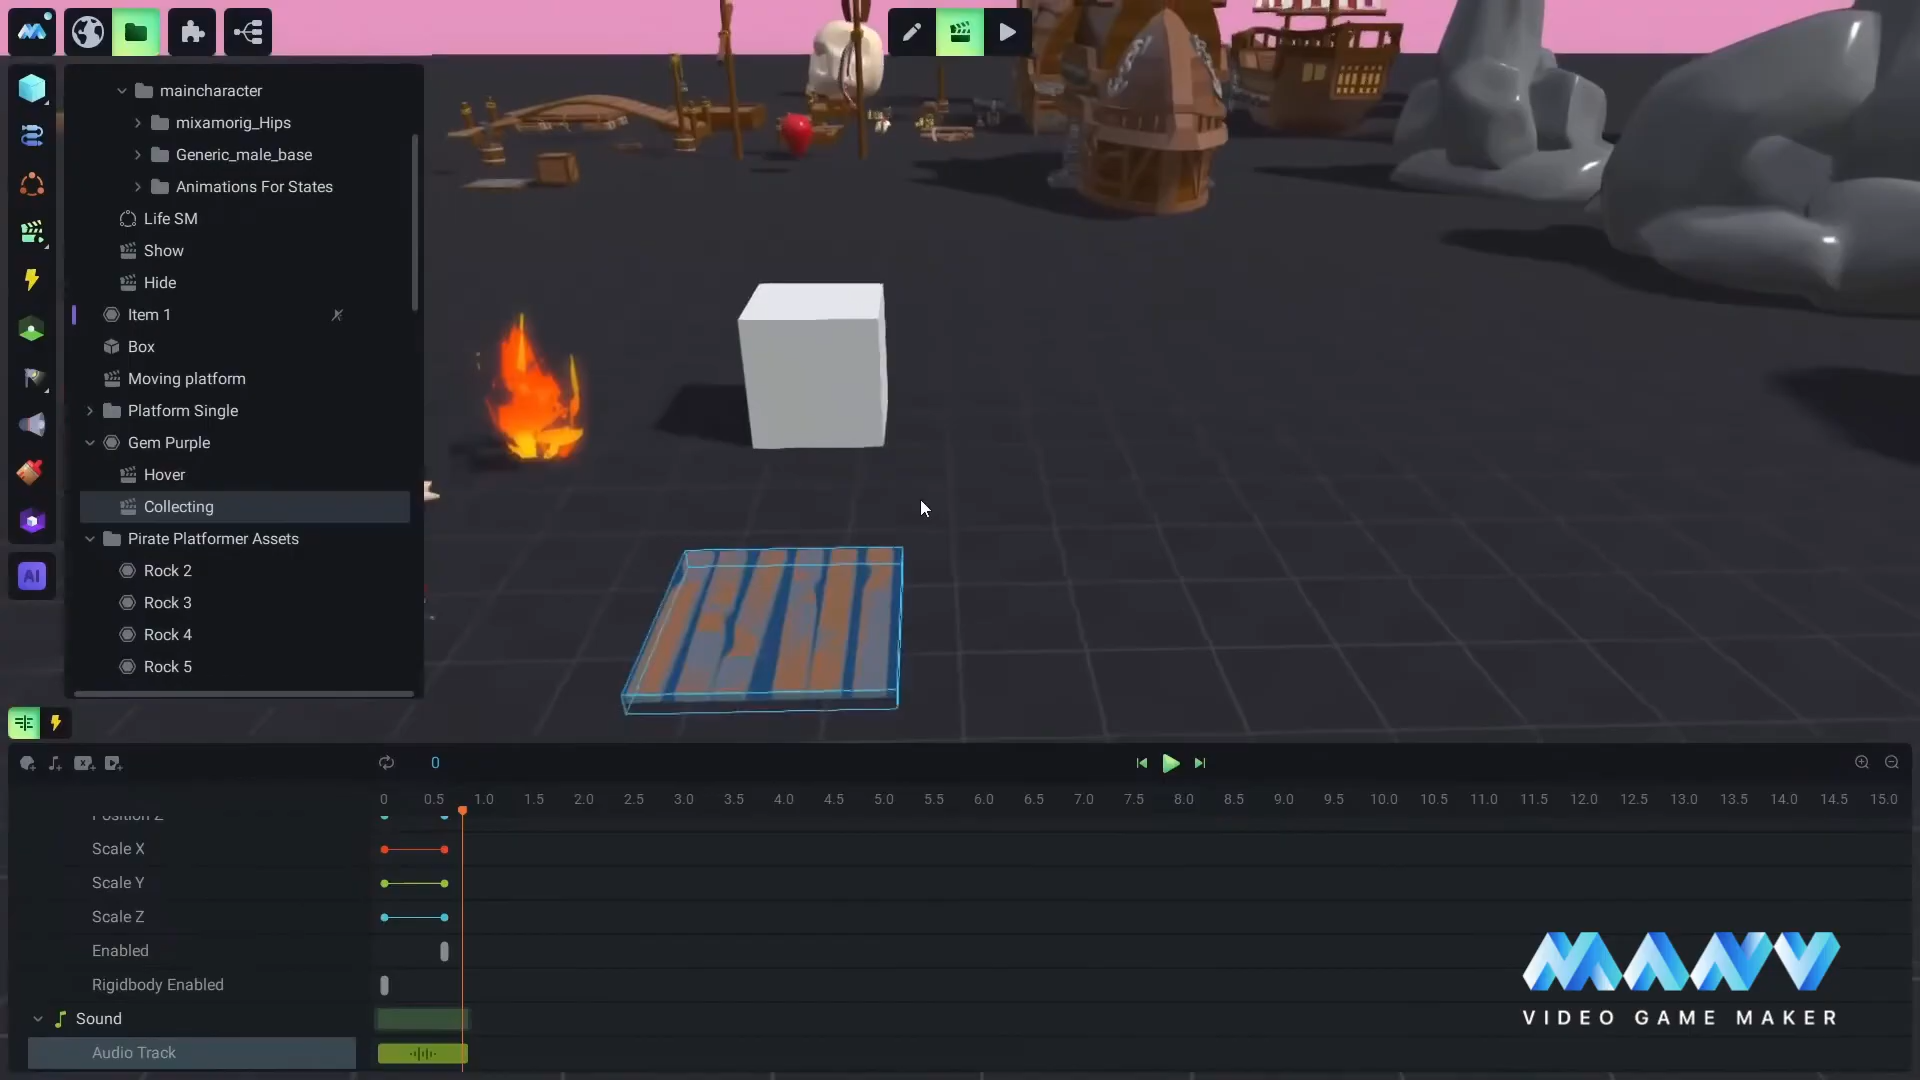 maincharacter
mixamorig_Hips
Generic_male_base
Animations For States
Life SM
Show
Hide
Item 1
Box
Moving platform
Platform Single
Gem Purple
Hover
Collecting
Pirate Platformer Assets
Rock 2
Rock 3
Rock 4
Rock 5
AI
0
0 0.5 1.0 1.5 2.0 2.5 3.0 3.5 4.0 4.5 5.0 5.5 6.0 6.5 7.0 7.5 8.0 8.5 9.0 9.5 10.0 10.5 11.0 11.5 12.0 12.5 13.0 13.5 14.0 14.5 15.0
Position Z
Scale X
Scale Y
Scale Z
Enabled
Rigidbody Enabled
Sound
Audio Track
VIDEO GAME MAKER